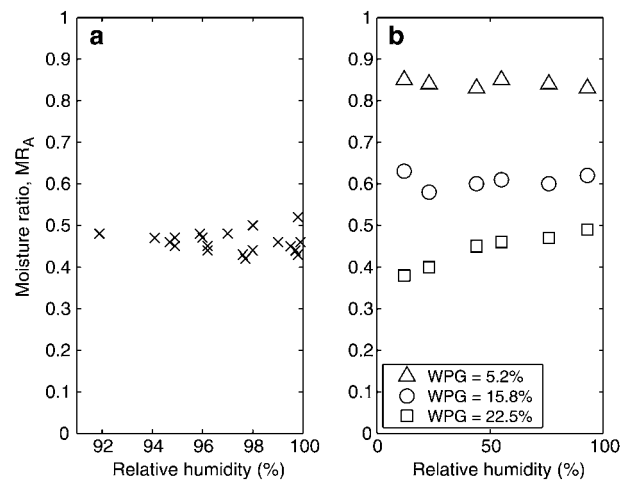 a
b
Moisture ratio, MRA
1
0.9
0.8
0.7
0.6
0.5
0.4
0.3
0.2
0.1
0
92 94 96 98 100
Relative humidity (%)
1
0.9
0.8
0.7
0.6
0.5
0.4
0.3
0.2
0.1
0
WPG = 5.2%
WPG = 15.8%
WPG = 22.5%
0 50 100
Relative humidity (%)